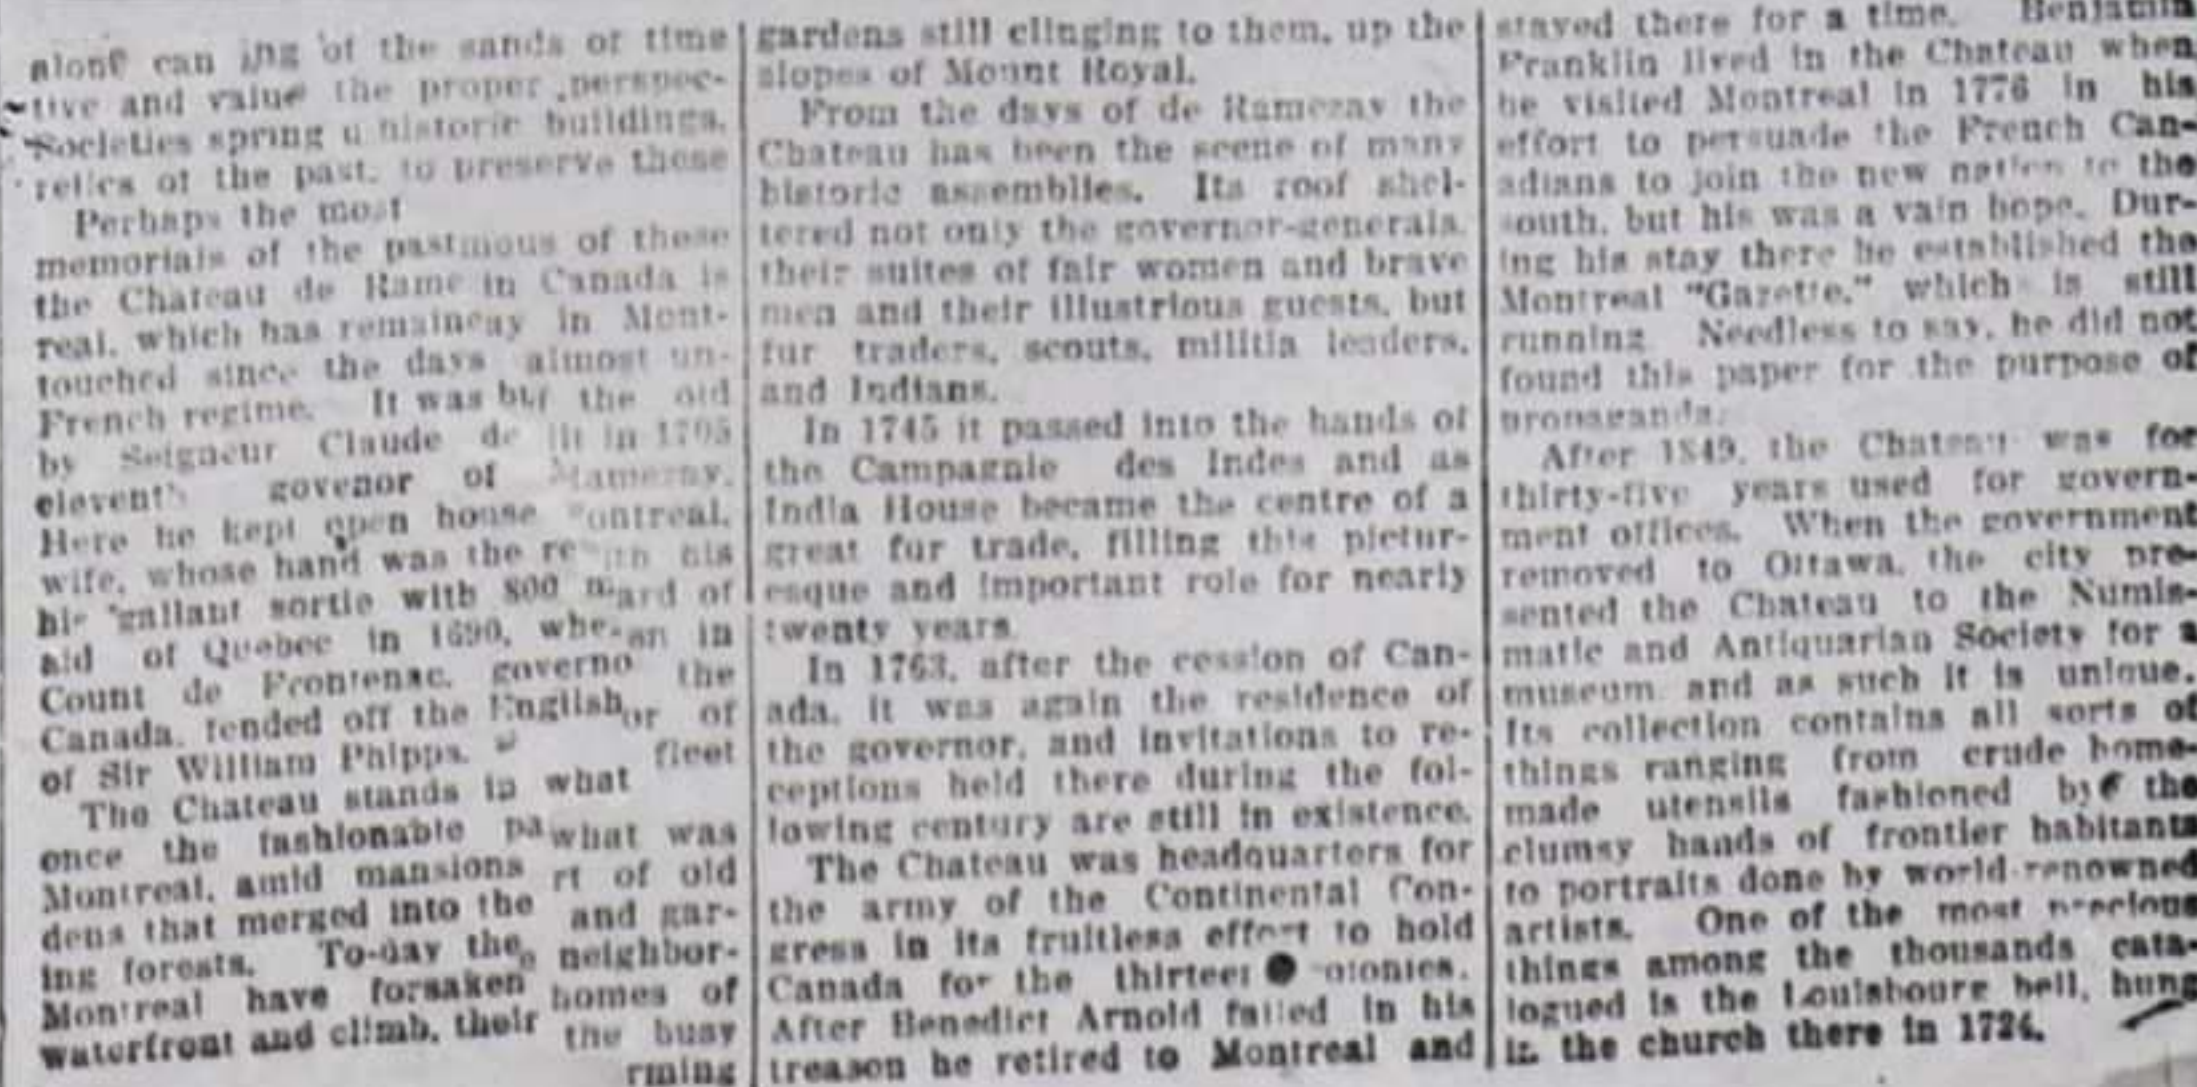 alone can ing of the sands of time
tive and value the proper perspec-
Societies spring u historic buildings,
relics of the past, to preserve these
Perhaps the most
memorials of the pastmous of these
the Chateau de Rame in Canada is
real, which has remainezay in Mont-
touched since the days almost un-
French regime. It was bu the old
by Seigneur Claude de ilt in 1705
eleventh govenor of Ramezay,
Here he kept open house ontreal.
wife, whose hand was the re ith his
his gallant sortie with 800 m ard of
aid of Quebec in 1690, when an in
Count de Frontenac, governo the
Canada, fended off the English or of
of Sir William Phipps. fleet
The Chateau stands in what
once the fashionable pa what was
Montreal, amid mansions rt of old
dens that merged into the and gar-
ing forests. To-day the neighbor-
Montreal have forsaken homes of
waterfront and climb, their the busy
rming
gardens still clinging to them, up the
slopes of Mount Royal.
From the days of de Ramezay the
Chateau has been the scene of many
historic assemblies. Its roof shel-
tered not only the governor-generals,
their suites of fair women and brave
men and their illustrious guests, but
fur traders, scouts, militia leaders,
and Indians.
In 1745 it passed into the hands of
the Campagnie des Indes and as
India House became the centre of a
great fur trade, filling this pictur-
esque and important role for nearly
twenty years.
In 1763, after the cession of Can-
ada, it was again the residence of
the governor, and invitations to re-
ceptions held there during the fol-
lowing century are still in existence.
The Chateau was headquarters for
the army of the Continental Con-
gress in its fruitless effort to hold
Canada for the thirteen olonies.
After Benedict Arnold failed in his
treason he retired to Montreal and
stayed there for a time. Benjamin
Franklin lived in the Chateau when
he visited Montreal in 1776 in his
effort to persuade the French Can-
adians to join the new nation to the
south, but his was a vain hope. Dur-
ing his stay there he established the
Montreal "Gazette," which is still
running. Needless to say, he did not
found this paper for the purpose of
propaganda.
After 1849, the Chateau was for
thirty-five years used for govern-
ment offices. When the government
removed to Ottawa, the city pre-
sented the Chateau to the Numis-
matic and Antiquarian Society for a
museum and as such it is unique.
Its collection contains all sorts of
things ranging from crude home-
made utensils fashioned by the
clumsy hands of frontier habitants
to portraits done by world-renowned
artists. One of the most precious
things among the thousands cata-
logued is the Louisbourg bell, hung
in the church there in 1724.